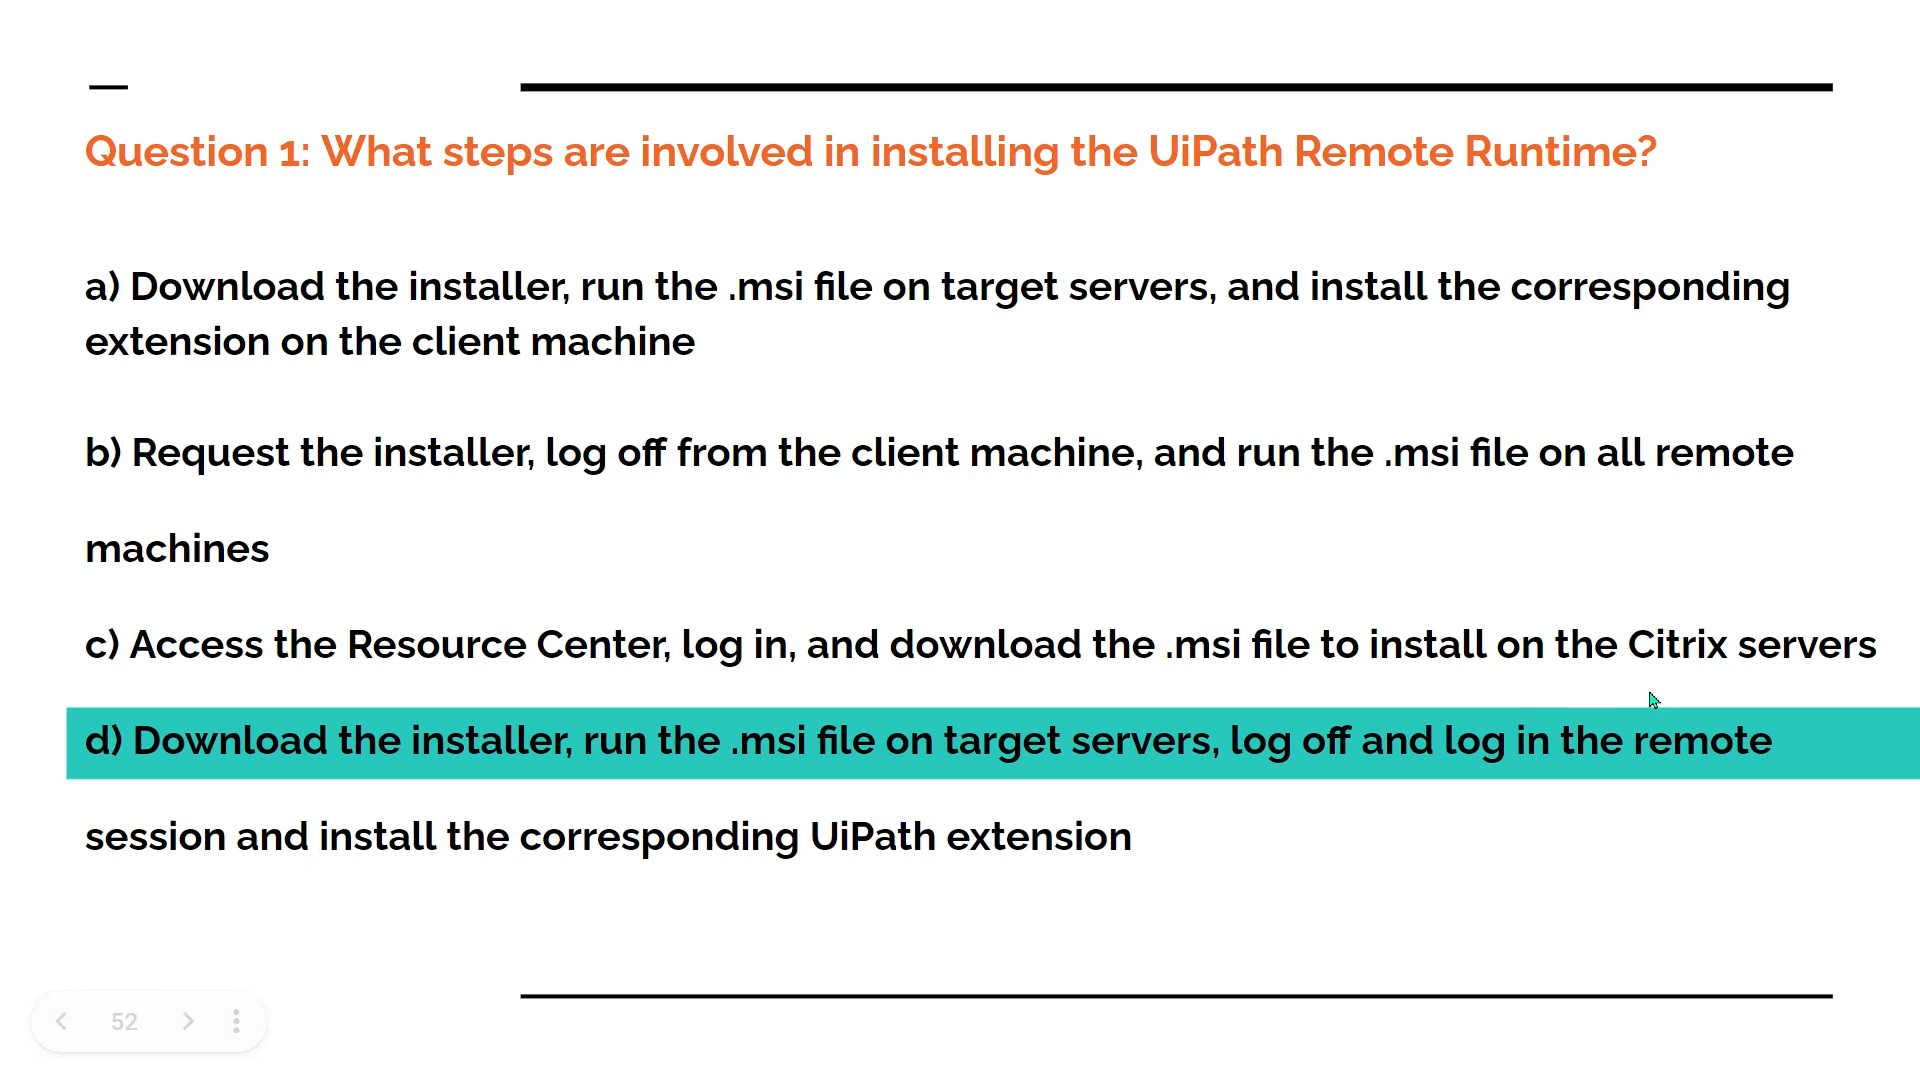 Question 1: What steps are involved in installing the UiPath Remote Runtime?
a) Download the installer, run the .msi file on target servers, and install the corresponding
extension on the client machine
b) Request the installer, log off from the client machine, and run the .msi file on all remote
machines
c) Access the Resource Center, log in, and download the .msi file to install on the Citrix servers
d) Download the installer, run the .msi file on target servers, log off and log in the remote
session and install the corresponding UiPath extension
52